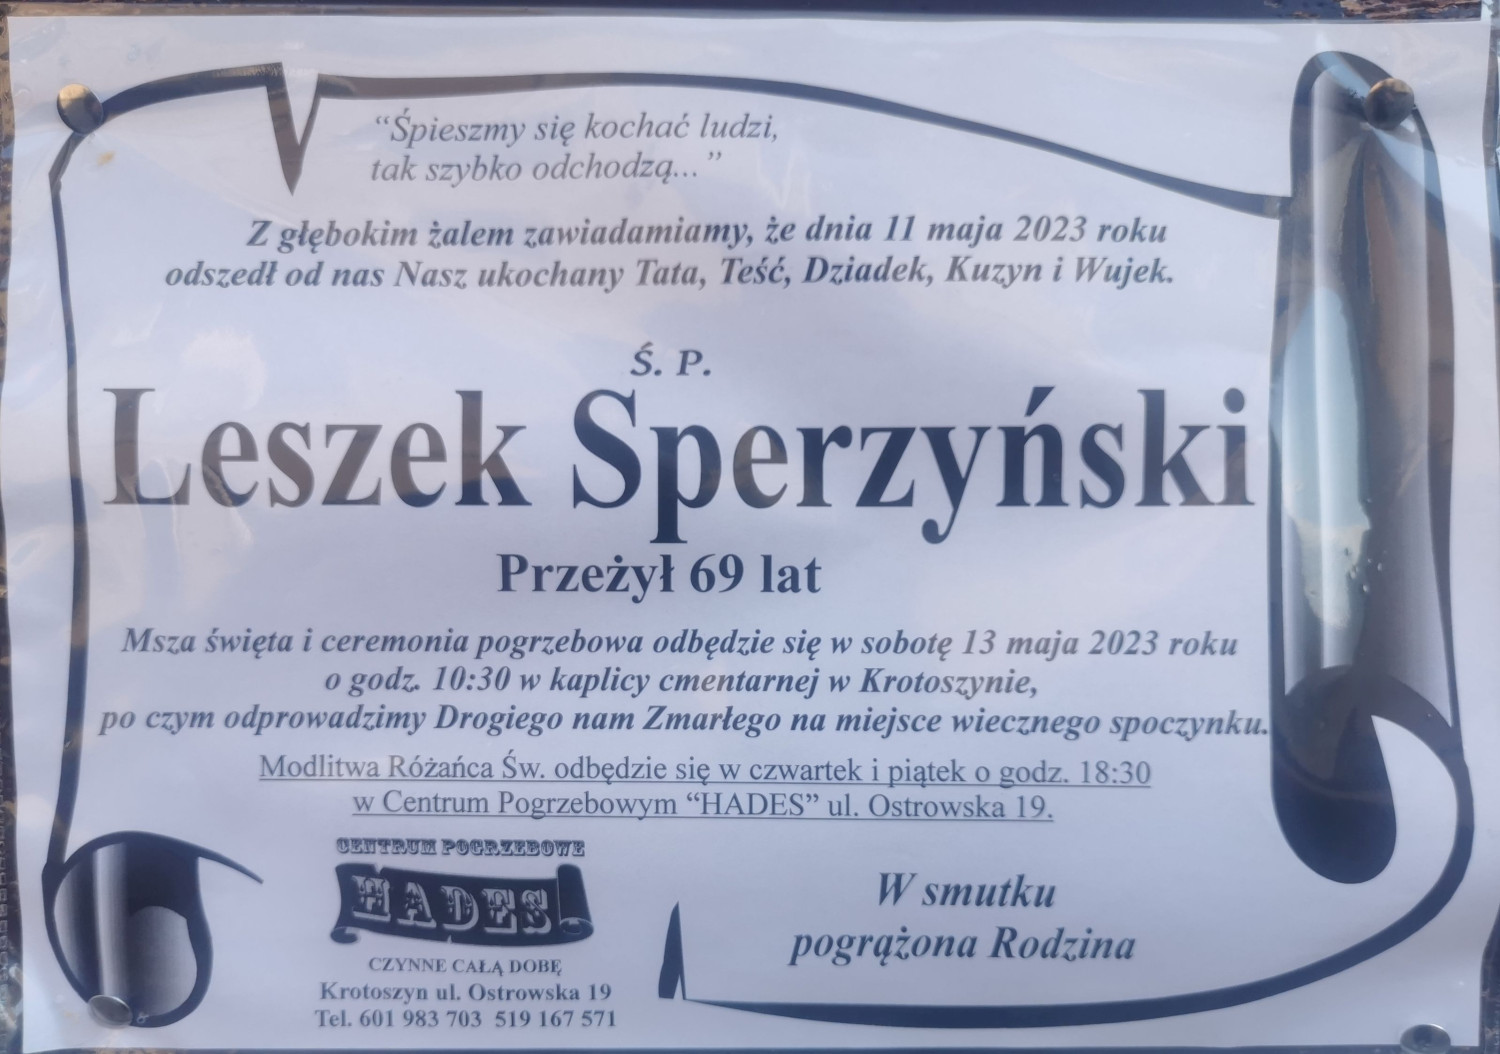 “Śpieszmy się kochać ludzi,
tak szybko odchodzą...”
Z głębokim żalem zawiadamiamy, że dnia 11 maja 2023 roku
odszedł od nas Nasz ukochany Tata, Teść, Dziadek, Kuzyn i Wujek.
Ś. P.
Leszek Sperzyński
Przeżył 69 lat
Msza święta i ceremonia pogrzebowa odbędzie się w sobotę 13 maja 2023 roku
o godz. 10:30 w kaplicy cmentarnej w Krotoszynie,
po czym odprowadzimy Drogiego nam Zmarłego na miejsce wiecznego spoczynku.
Modlitwa Różańca Św. odbędzie się w czwartek i piątek o godz. 18:30
w Centrum Pogrzebowym “HADES” ul. Ostrowska 19.
CENTRUM POGRZEBOWE
HADES
CZYNNE CAŁĄ DOBĘ
Krotoszyn ul. Ostrowska 19
Tel. 601 983 703 519 167 571
W smutku
pogrążona Rodzina